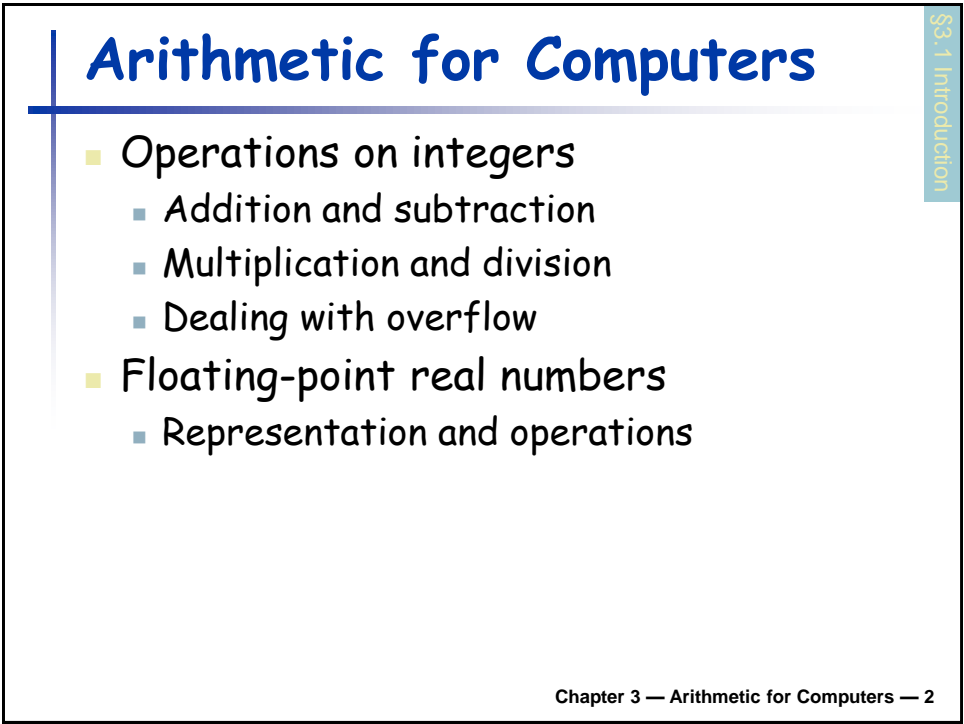 Arithmetic for Computers
§3.1 Introduction
Operations on integers
Addition and subtraction
Multiplication and division
Dealing with overflow
Floating-point real numbers
Representation and operations
Chapter 3 — Arithmetic for Computers — 2